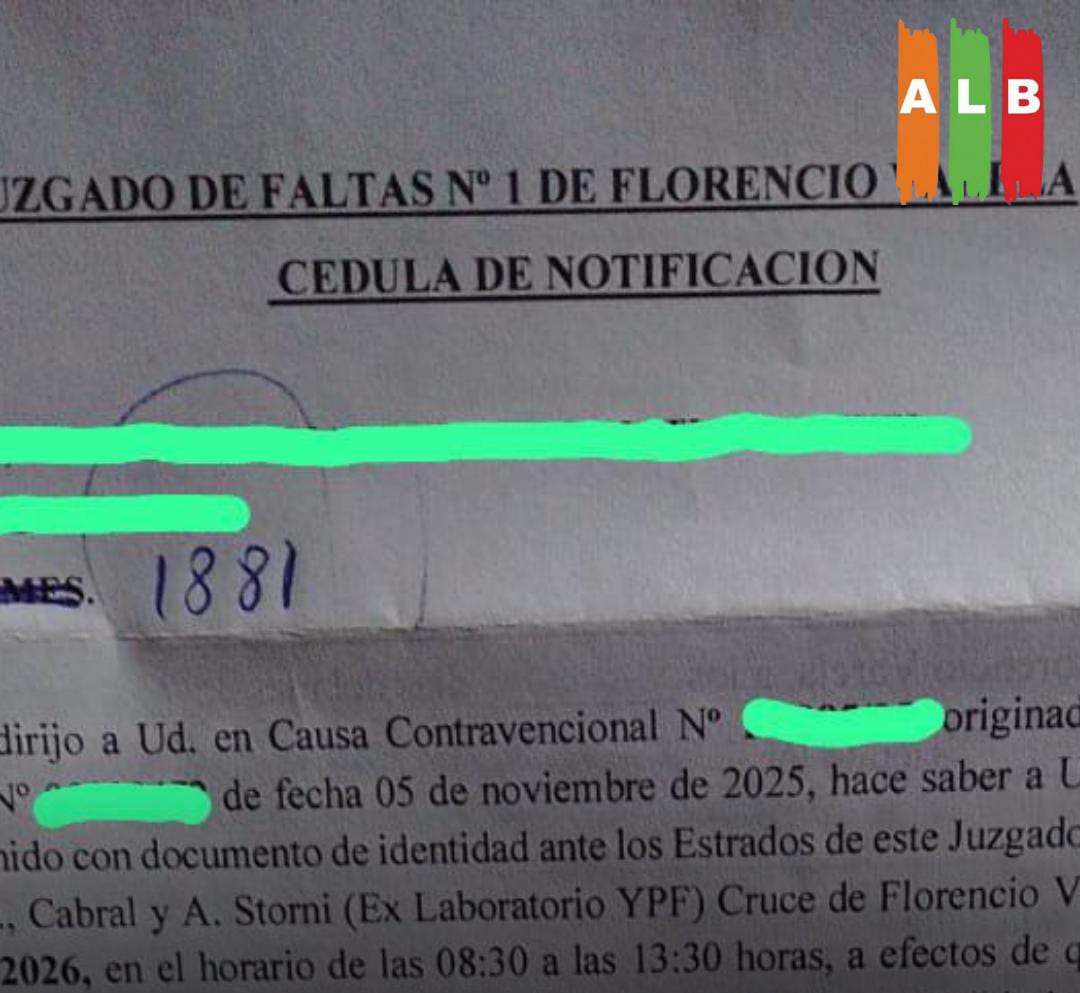 A L B
UZGADO DE FALTAS Nº 1 DE FLORENCIO
CEDULA DE NOTIFICACION
MES. 1881
dirijo a Ud. en Causa Contravencional Nº originad
Nº de fecha 05 de noviembre de 2025, hace saber a U
nido con documento de identidad ante los Estrados de este Juzgado
., Cabral y A. Storni (Ex Laboratorio YPF) Cruce de Florencio V
2026, en el horario de las 08:30 a las 13:30 horas, a efectos de q